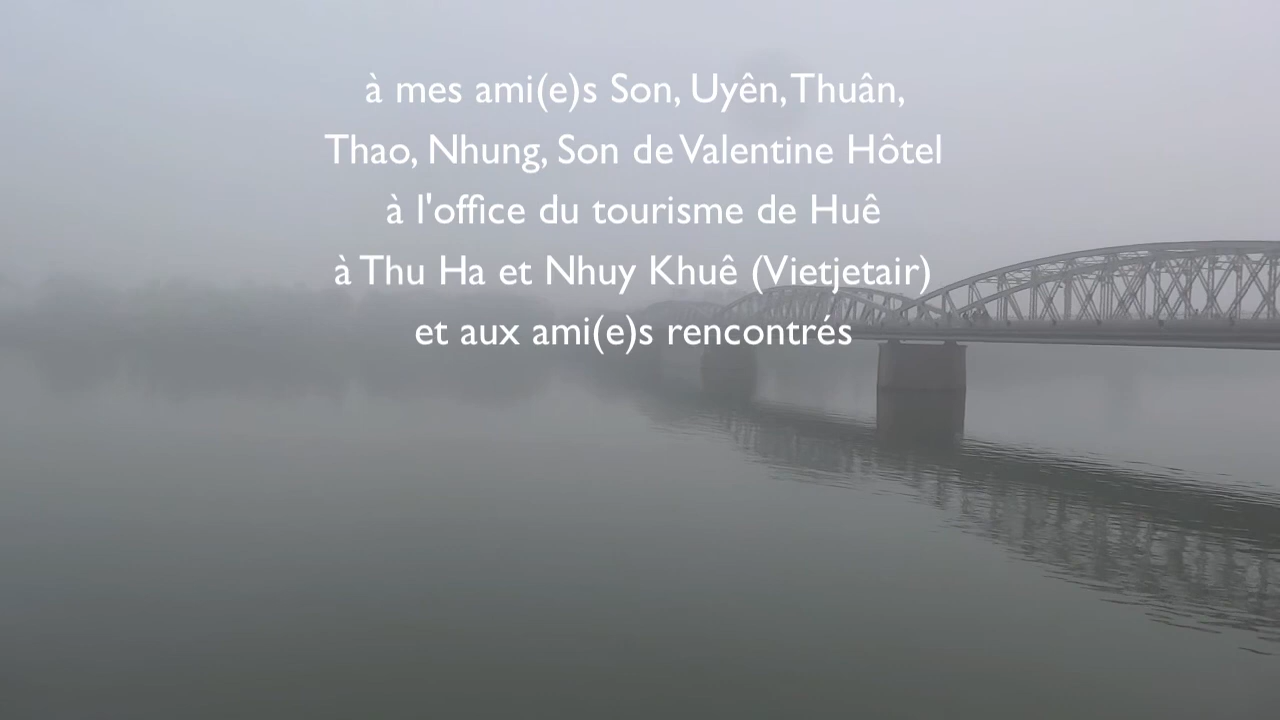 à mes ami(e)s Son, Uyên, Thuân,
Thao, Nhung, Son de Valentine Hôtel
à l'office du tourisme de Huê
à Thu Ha et Nhuy Khuê (Vietjetair)
et aux ami(e)s rencontrés